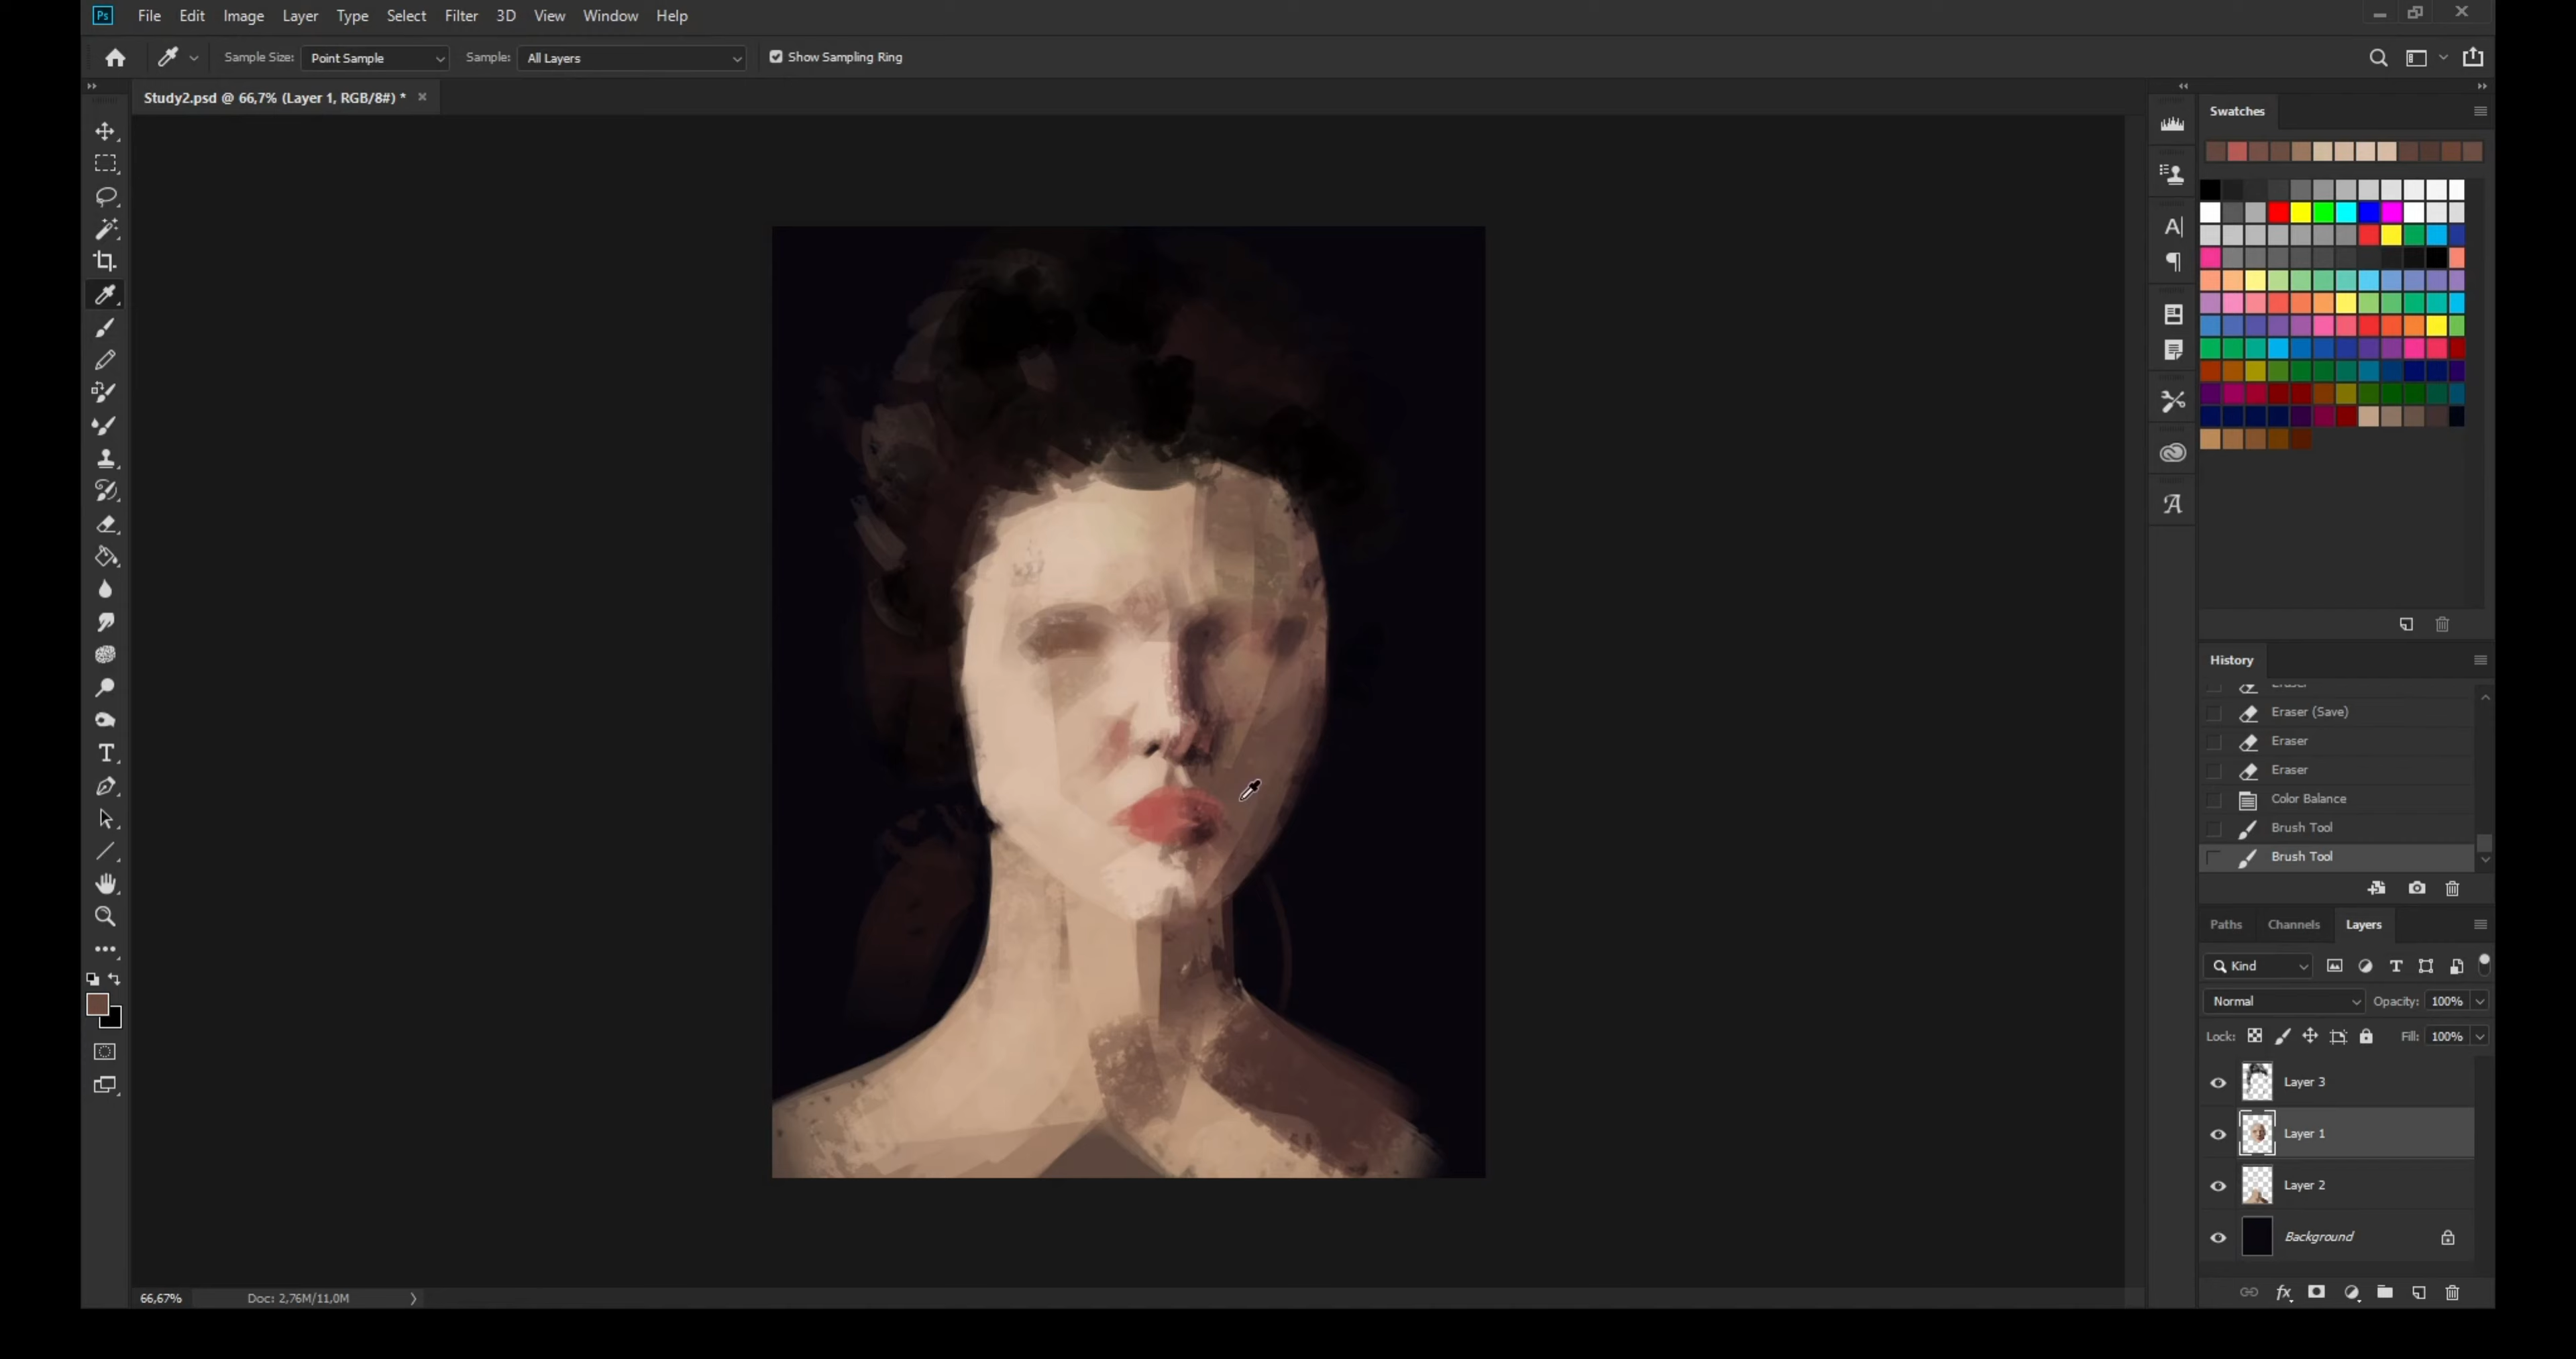 Ps File Edit Image Layer Type Select Filter 3D View Window Help
Sample Size: Point Sample Sample: All Layers Show Sampling Ring
Study2.psd @ 66,7% (Layer 1, RGB/8#) *
Swatches
History
Eraser
Eraser (Save)
Eraser
Eraser
Color Balance
Brush Tool
Brush Tool
Paths Channels Layers
Kind
Normal Opacity: 100%
Lock: Fill: 100%
Layer 3
Layer 1
Layer 2
Background
66,67% Doc: 2,76M/11,0M